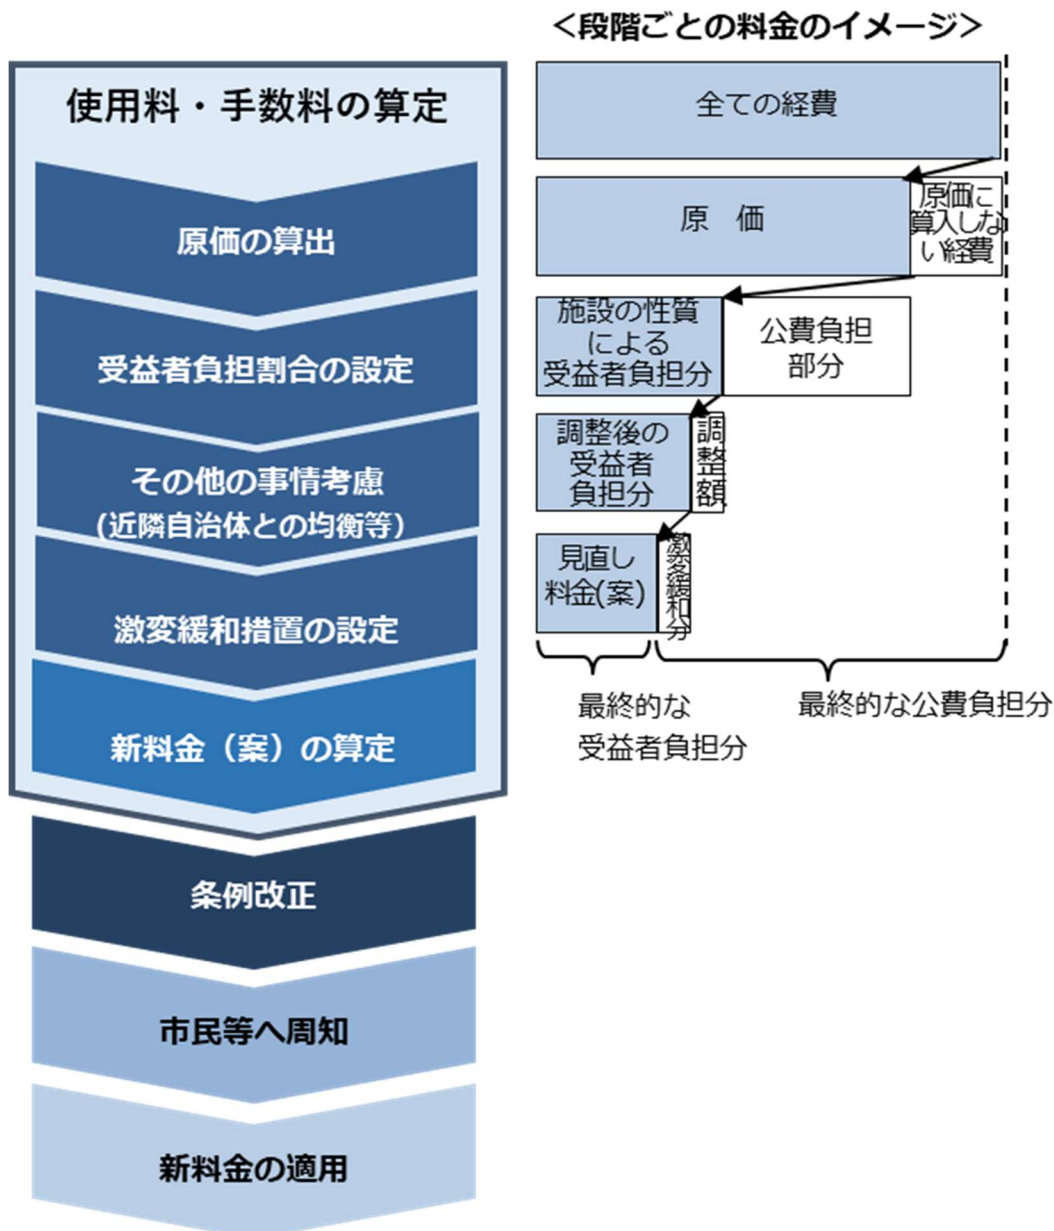 <段階ごとの料金のイメージ>
使用料・手数料の算定
原価の算出
受益者負担割合の設定
その他の事情考慮
(近隣自治体との均衡等)
激変緩和措置の設定
新料金（案）の算定
条例改正
市民等へ周知
新料金の適用
全ての経費
原　価
原価に
算入しな
い経費
施設の性質
による
受益者負担分
公費負担
部分
調整後の
受益者
負担分
調
整
額
見直し
料金(案)
激変緩和分
最終的な
受益者負担分
最終的な公費負担分